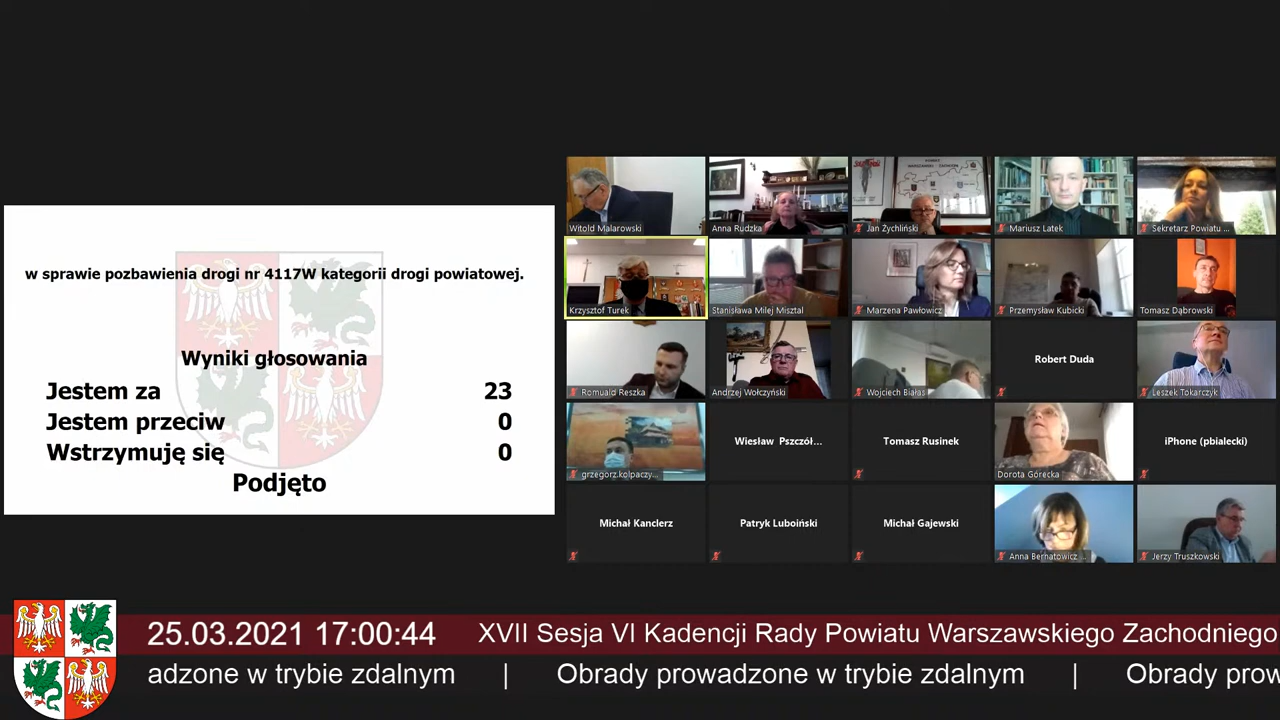 w sprawie pozbawienia drogi nr 4117W kategorii drogi powiatowej.
Wyniki głosowania
Jestem za 23
Jestem przeciw 0
Wstrzymuję się 0
Podjęto
Witold Malarowski
Anna Rudzka
Jan Żychliński
Mariusz Latek
Sekretarz Powiatu ...
Krzysztof Turek
Stanisława Milej Misztal
Marzena Pawłowicz
Przemysław Kubicki
Tomasz Dąbrowski
Romuald Reszka
Andrzej Wołczyński
Wojciech Białas
Robert Duda
Leszek Tokarczyk
grzegorz.kolpaczy...
Wiesław Pszczół...
Tomasz Rusinek
Dorota Górecka
iPhone (pbialecki)
Michał Kanclerz
Patryk Luboiński
Michał Gajewski
Anna Bernatowicz ...
Jerzy Truszkowski
25.03.2021 17:00:44
XVII Sesja VI Kadencji Rady Powiatu Warszawskiego Zachodniego
adzone w trybie zdalnym | Obrady prowadzone w trybie zdalnym | Obrady prow